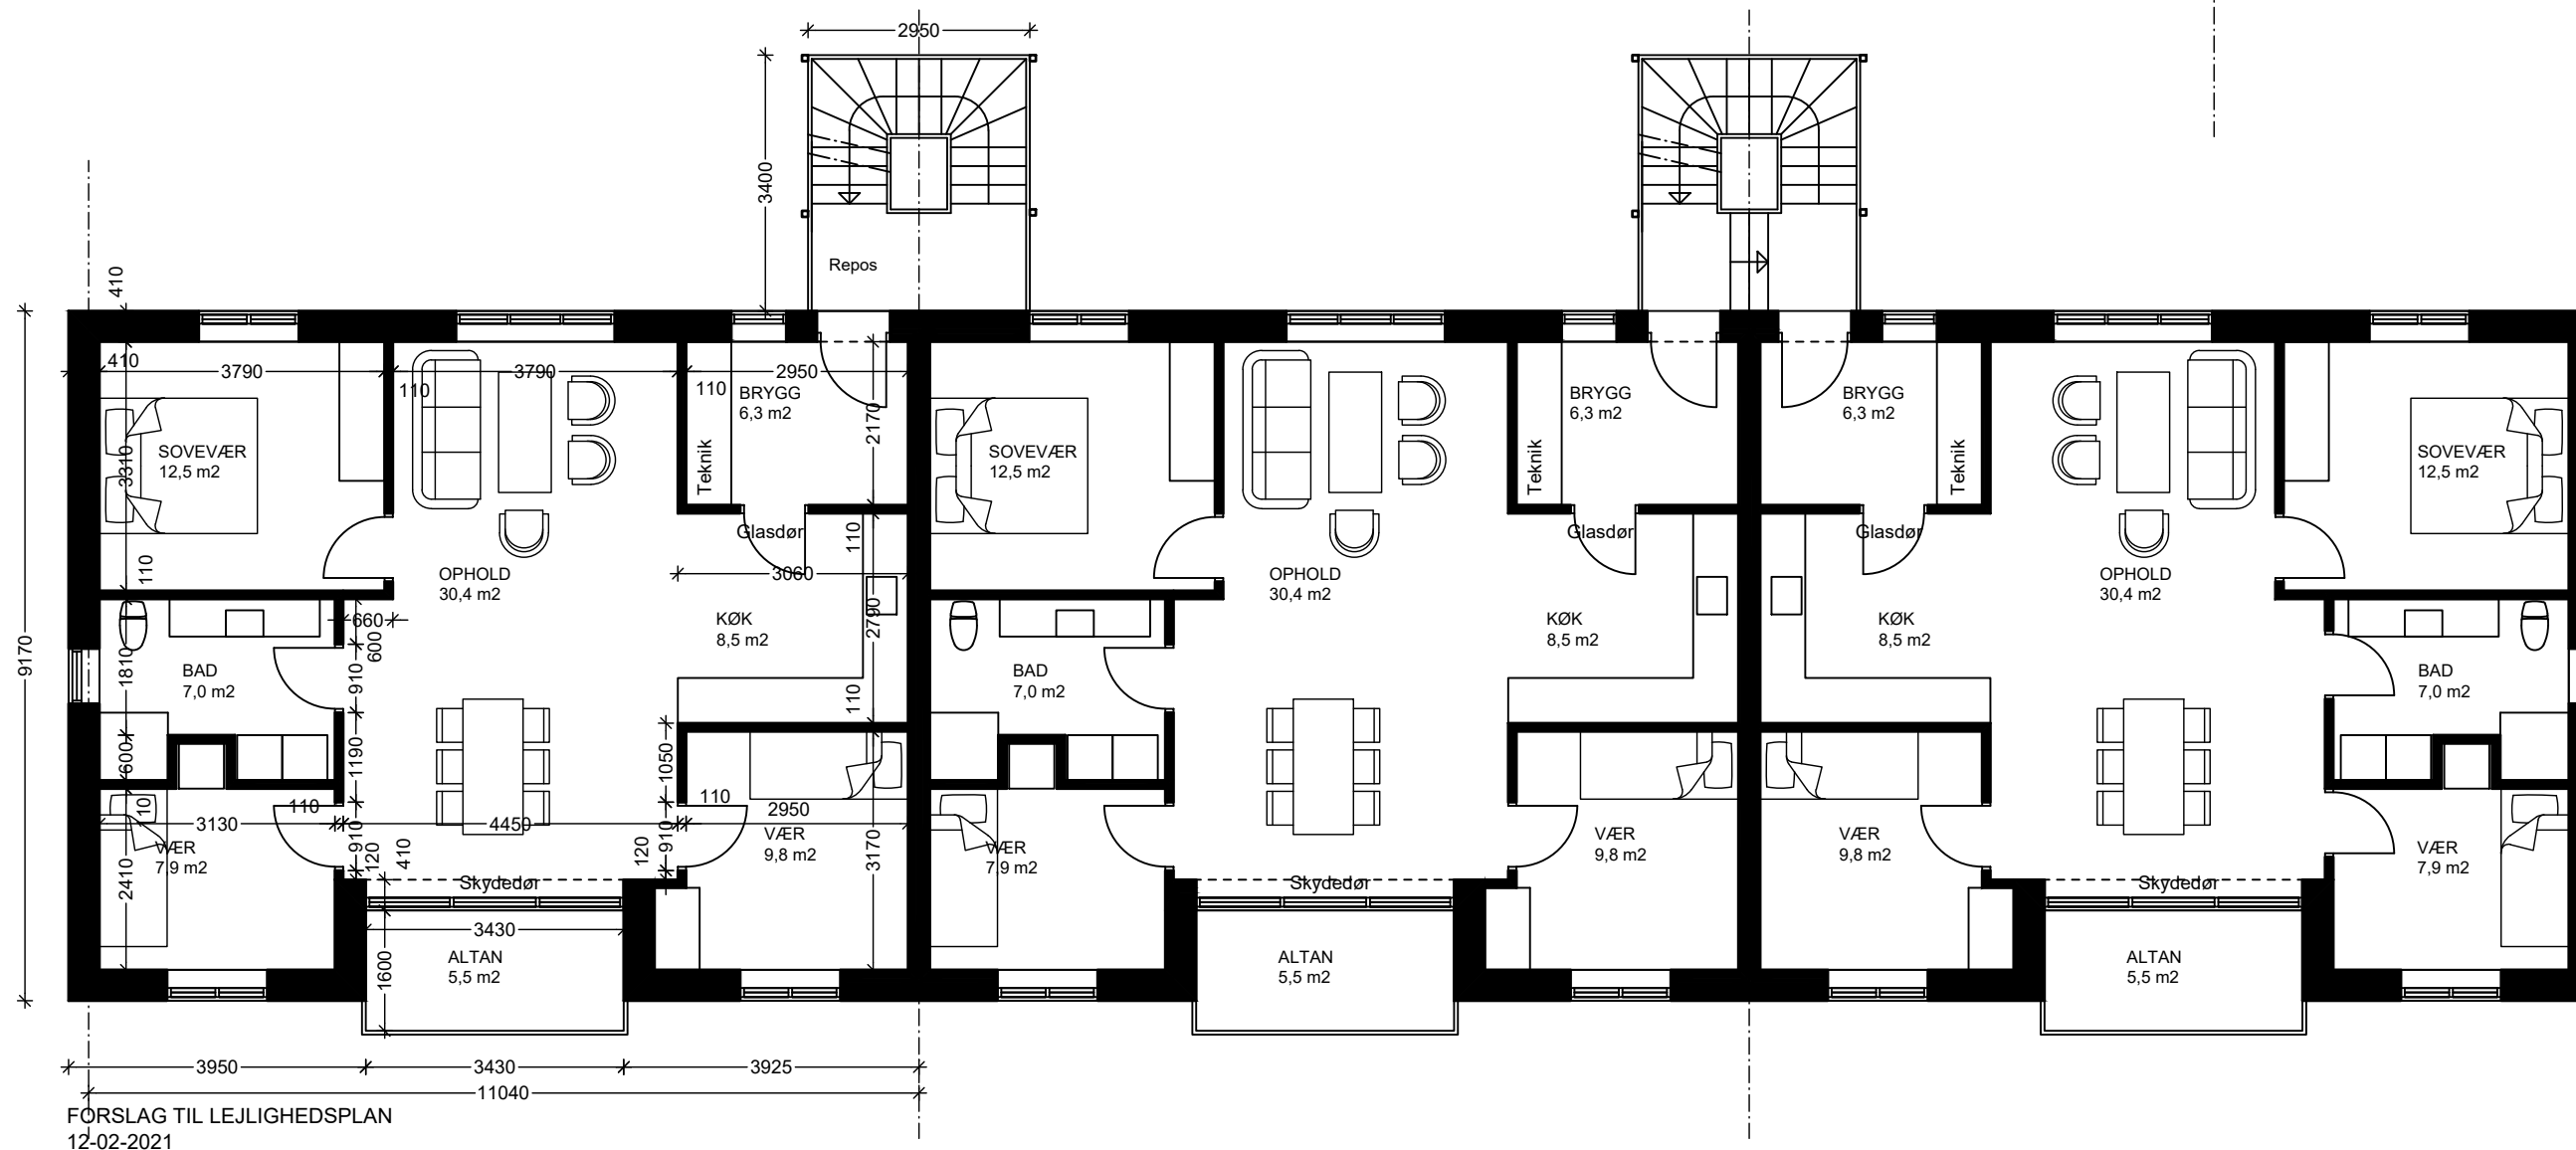 2950
3400
Repos
410
410
3790
110
3790
110
2950
2170
9170
SOVEVÆR
12,5 m2
3310
110
BRYGG
6,3 m2
Teknik
Glasdør
110
3060
OPHOLD
30,4 m2
660
600
KØK
8,5 m2
2790
110
BAD
7,0 m2
1810
910
600
1190
1050
110
110
3130
4450
110
2950
VÆR
7,9 m2
2410
910
120
410
120
910
VÆR
9,8 m2
3170
Skydedør
3430
ALTAN
5,5 m2
1600
SOVEVÆR
12,5 m2
BRYGG
6,3 m2
Teknik
Glasdør
OPHOLD
30,4 m2
KØK
8,5 m2
BAD
7,0 m2
VÆR
7,9 m2
VÆR
9,8 m2
Skydedør
ALTAN
5,5 m2
BRYGG
6,3 m2
Teknik
SOVEVÆR
12,5 m2
Glasdør
OPHOLD
30,4 m2
KØK
8,5 m2
BAD
7,0 m2
VÆR
9,8 m2
VÆR
7,9 m2
Skydedør
ALTAN
5,5 m2
3950
3430
3925
11040
FORSLAG TIL LEJLIGHEDSPLAN
12-02-2021